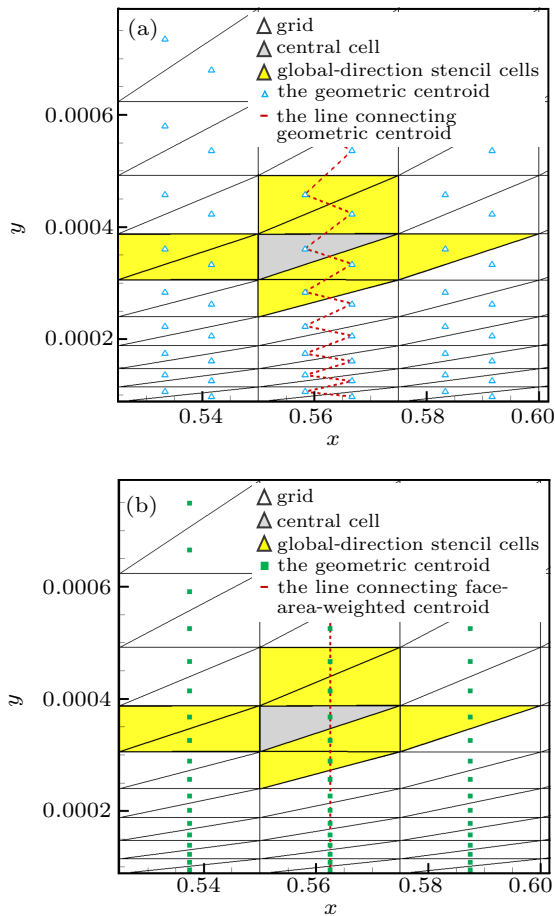 (a)
grid
central cell
global-direction stencil cells
the geometric centroid
the line connecting
geometric centroid
0.0006
0.0004
0.0002
y
0.54
0.56
0.58
0.60
x
(b)
grid
central cell
global-direction stencil cells
the geometric centroid
the line connecting face-
area-weighted centroid
0.0006
0.0004
0.0002
y
0.54
0.56
0.58
0.60
x